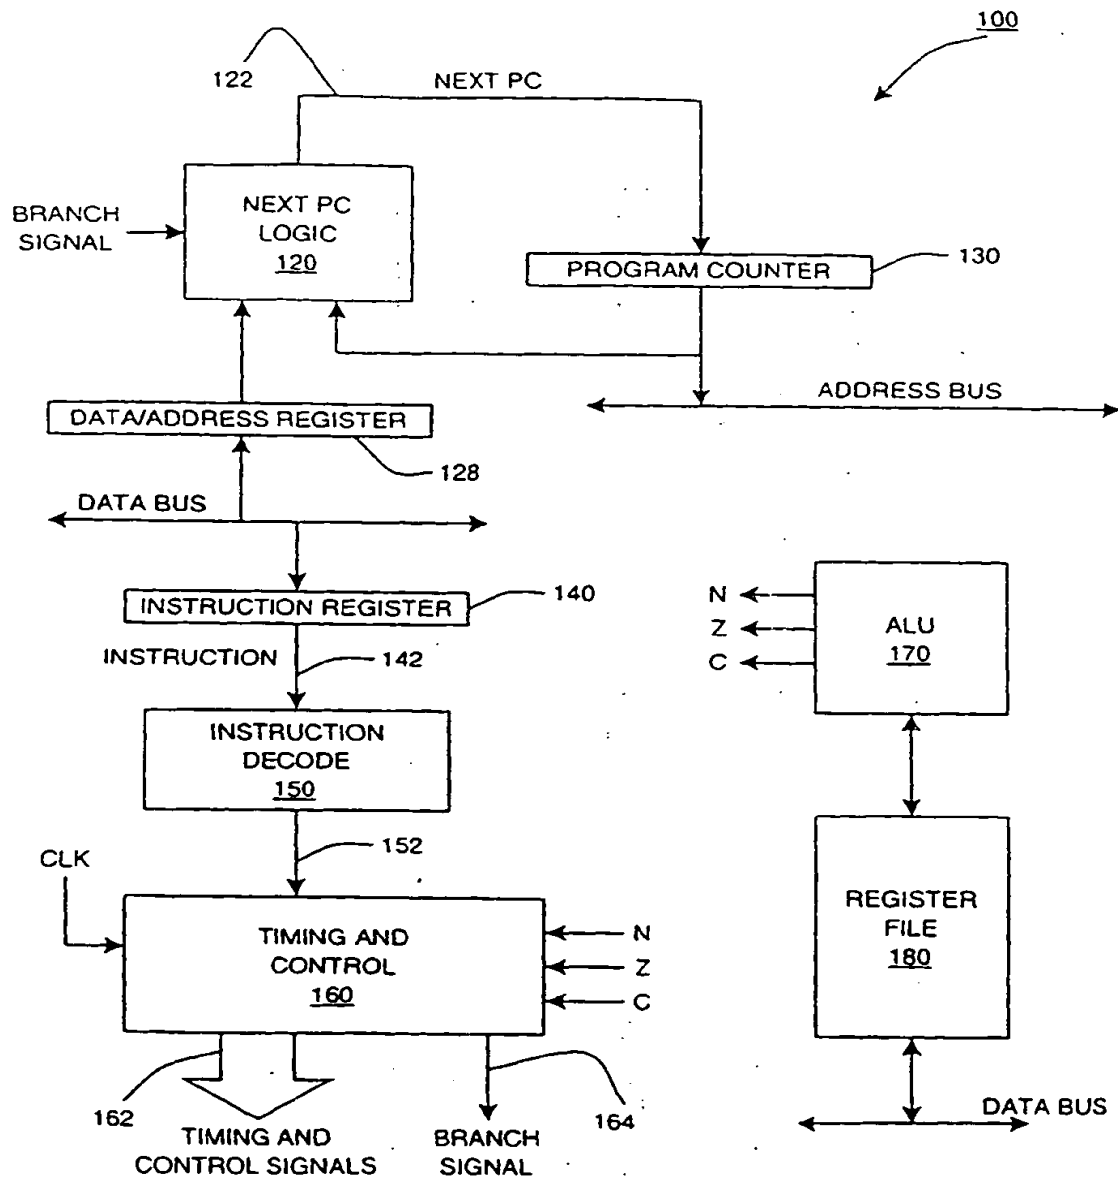 100
122
NEXT PC
NEXT PC
LOGIC
120
BRANCH
SIGNAL
PROGRAM COUNTER
130
ADDRESS BUS
DATA/ADDRESS REGISTER
128
DATA BUS
INSTRUCTION REGISTER
140
INSTRUCTION
142
INSTRUCTION
DECODE
150
152
CLK
TIMING AND
CONTROL
160
N
Z
C
162
TIMING AND
CONTROL SIGNALS
164
BRANCH
SIGNAL
N
Z
C
ALU
170
REGISTER
FILE
180
DATA BUS